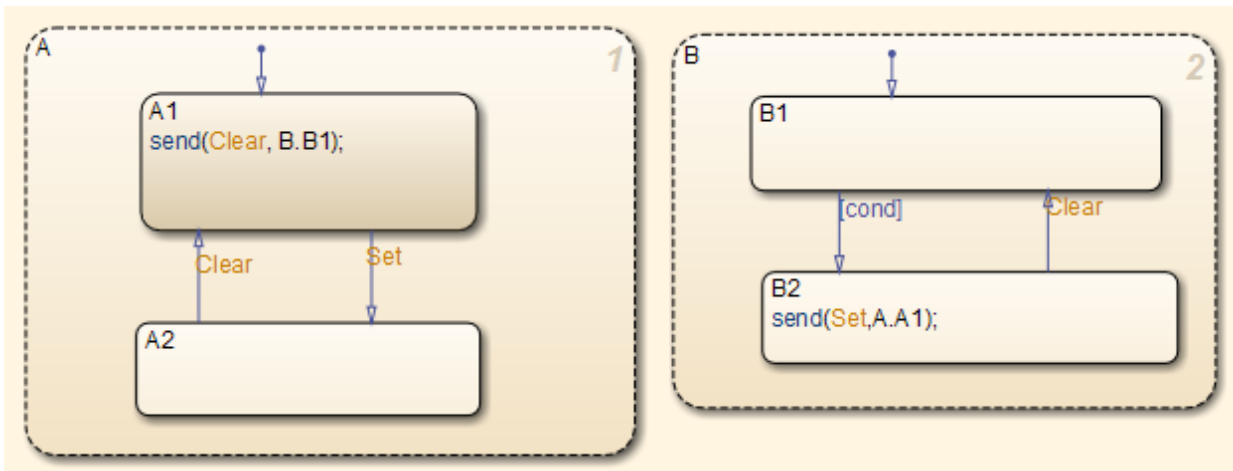 A
1
A1
send(Clear, B.B1);
Clear
Set
A2
B
2
B1
[cond]
Clear
B2
send(Set,A.A1);